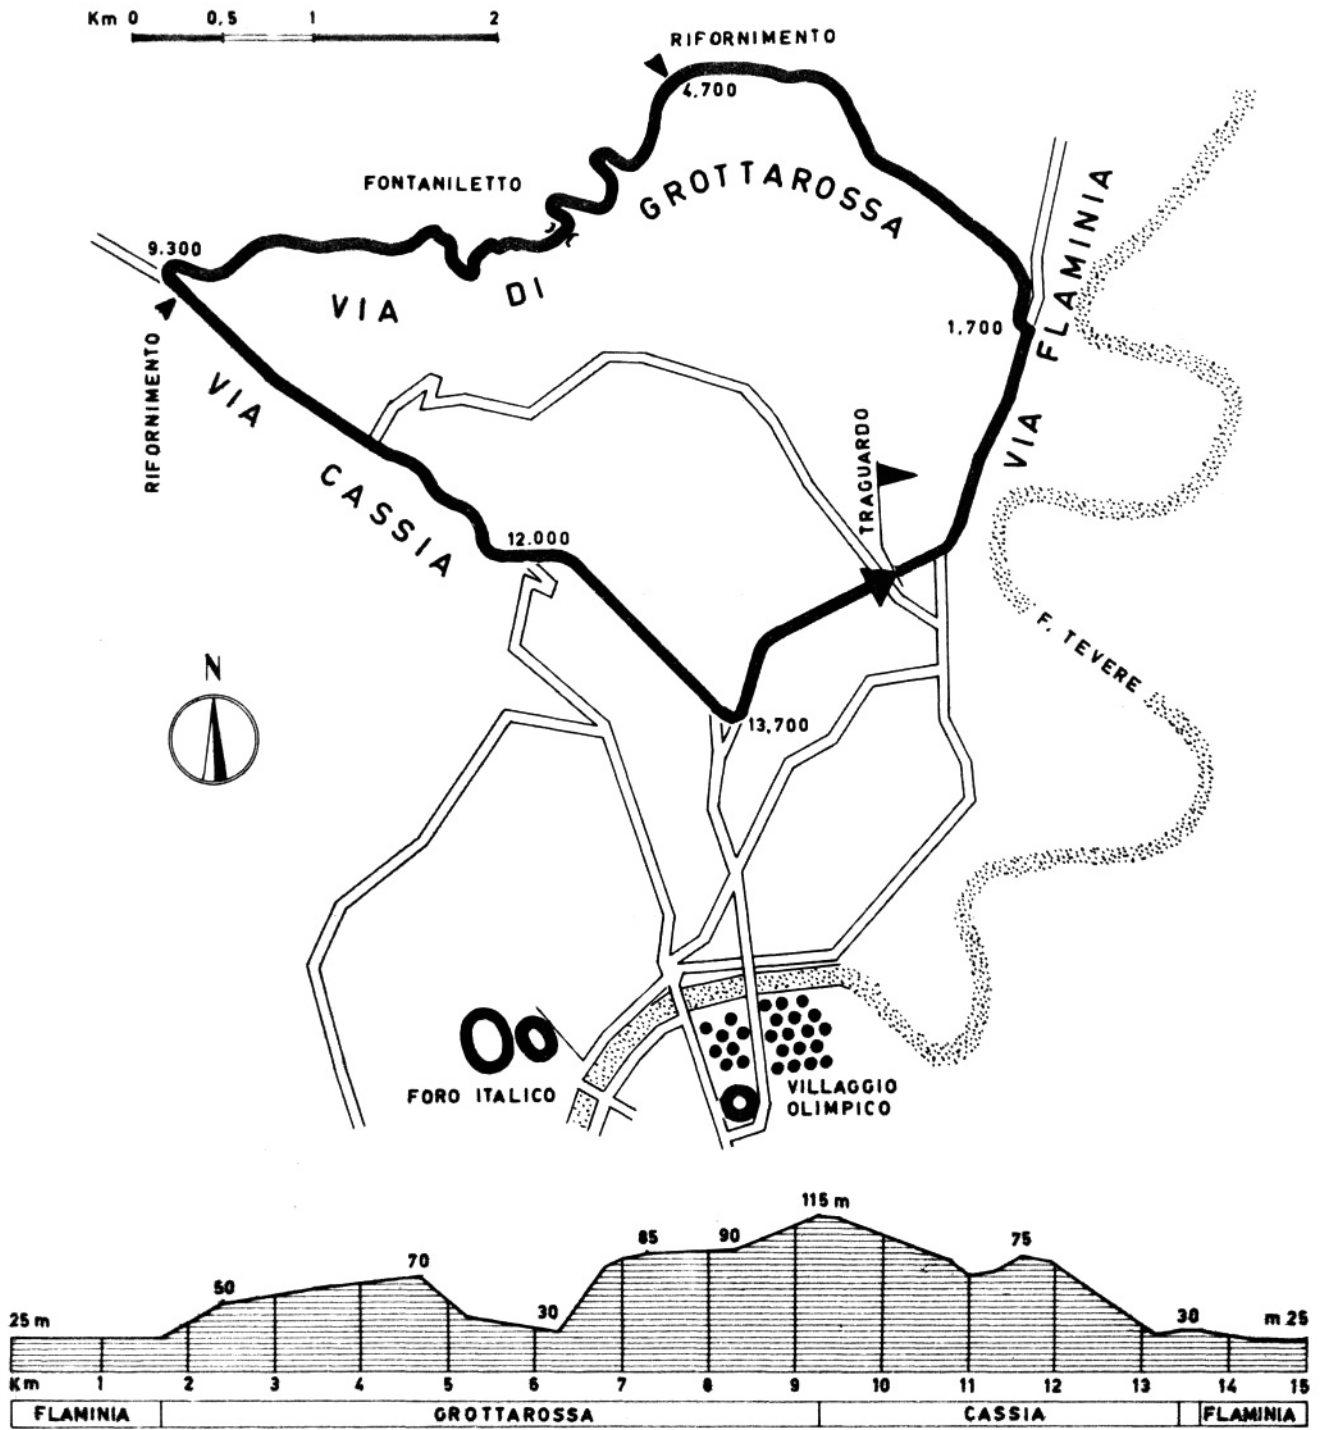 Km 0 0,5 1 2
RIFORNIMENTO
4.700
FONTANILETTO
GROTTAROSSA
9.300
VIA DI
1,700
VIA FLAMINIA
RIFORNIMENTO
VIA CASSIA
TRAGUARDO
12.000
F. TEVERE
N
13,700
FORO ITALICO
VILLAGGIO
OLIMPICO
115 m
85 90 75
70
50
30 30
25 m m 25
Km 1 2 3 4 5 6 7 8 9 10 11 12 13 14 15
FLAMINIA GROTTAROSSA CASSIA FLAMINIA